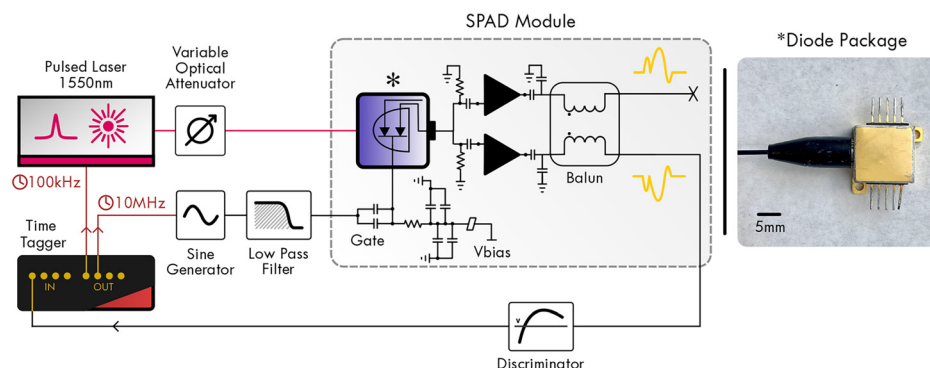 SPAD Module
Pulsed Laser
1550nm
Variable
Optical
Attenuator
*
*Diode Package
100kHz
10MHz
Time
Tagger
IN
OUT
Sine
Generator
Low Pass
Filter
Gate
Vbias
Balun
X
5mm
V
Discriminator